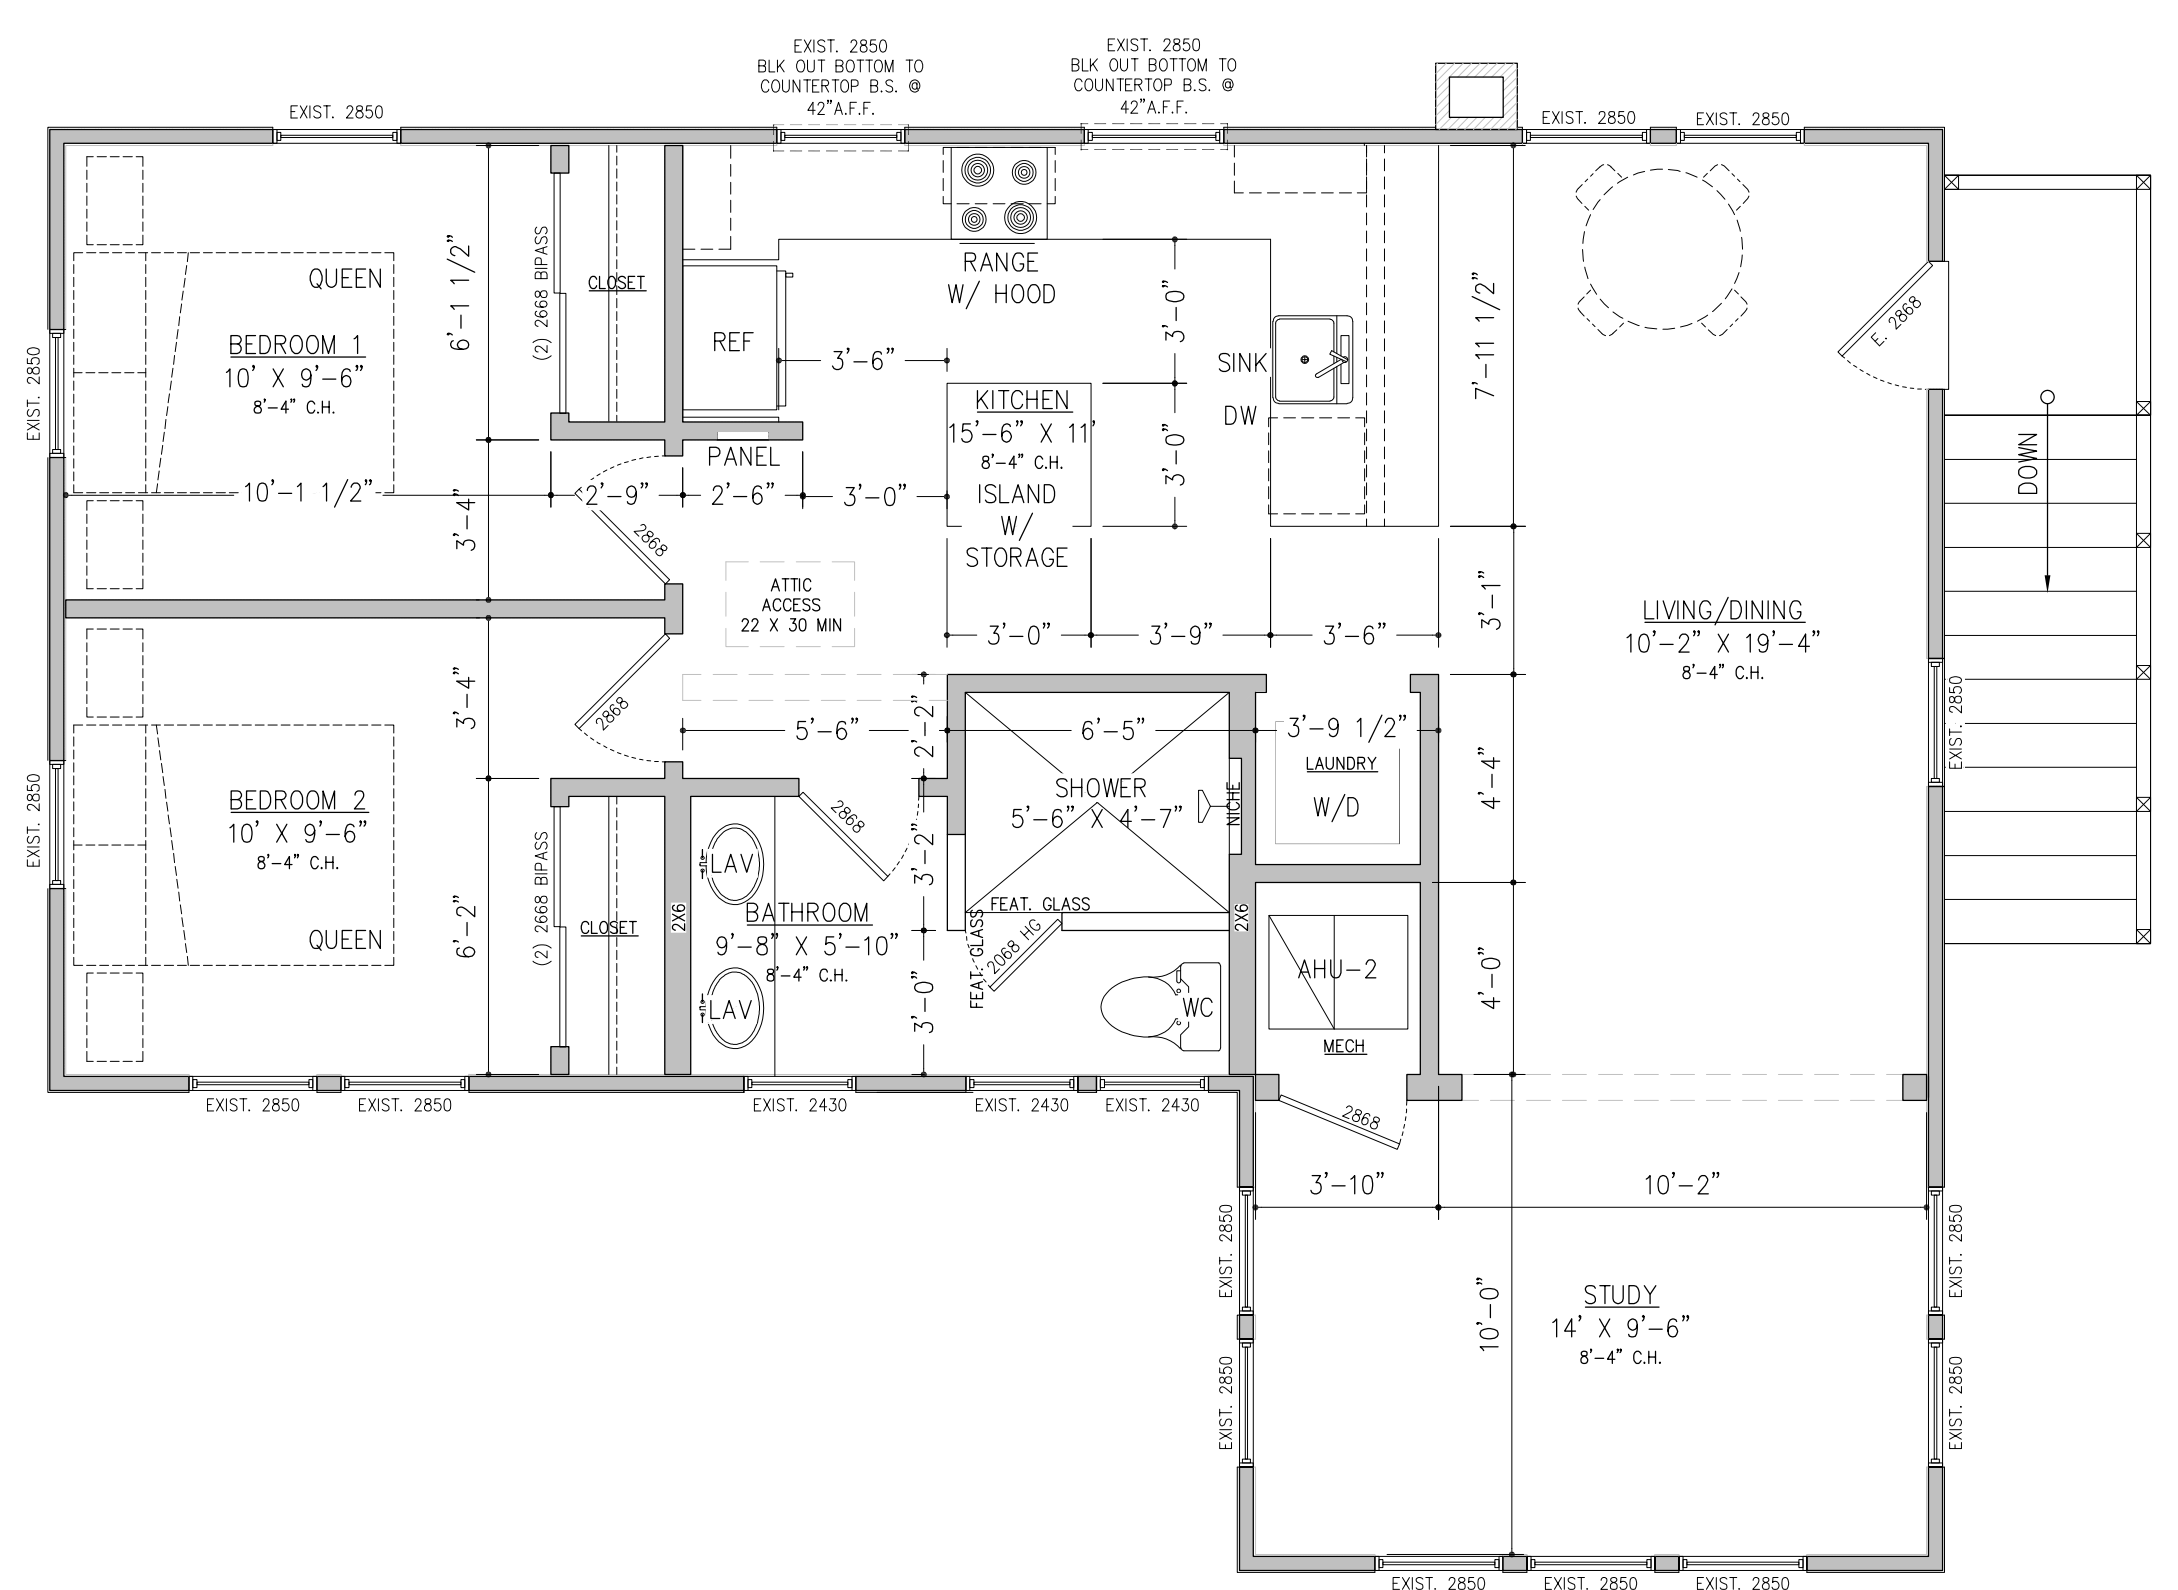 EXIST. 2850
BLK OUT BOTTOM TO
COUNTERTOP B.S. @
42"A.F.F.
EXIST. 2850
BLK OUT BOTTOM TO
COUNTERTOP B.S. @
42"A.F.F.
EXIST. 2850
EXIST. 2850
EXIST. 2850
6'-1 1/2"
(2) 2668 BIPASS
CLOSET
QUEEN
BEDROOM 1
10' X 9'-6"
8'-4" C.H.
EXIST. 2850
REF
3'-6"
RANGE
W/ HOOD
3'-0"
SINK
DW
7'-11 1/2"
E. 2868
KITCHEN
15'-6" X 11'
8'-4" C.H.
ISLAND
W/
STORAGE
3'-0"
PANEL
10'-1 1/2"
2'-9"
2'-6"
3'-0"
3'-4"
2868
DOWN
ATTIC
ACCESS
22 X 30 MIN
3'-0"
3'-9"
3'-6"
3'-1"
LIVING/DINING
10'-2" X 19'-4"
8'-4" C.H.
EXIST. 2850
3'-4"
2868
5'-6"
2'-2"
6'-5"
3'-9 1/2"
LAUNDRY
W/D
4'-4"
SHOWER
5'-6" X 4'-7"
NICHE
EXIST. 2850
BEDROOM 2
10' X 9'-6"
8'-4" C.H.
QUEEN
6'-2"
(2) 2668 BIPASS
CLOSET
2X6
LAV
2868
3'-2"
BATHROOM
9'-8" X 5'-10"
8'-4" C.H.
LAV
3'-0"
FEAT. GLASS
FEAT. GLASS
2068 HG
WC
2X6
AHU-2
MECH
4'-0"
EXIST. 2850
EXIST. 2850
EXIST. 2430
EXIST. 2430
EXIST. 2430
2868
3'-10"
10'-2"
EXIST. 2850
EXIST. 2850
10'-0"
STUDY
14' X 9'-6"
8'-4" C.H.
EXIST. 2850
EXIST. 2850
EXIST. 2850
EXIST. 2850
EXIST. 2850